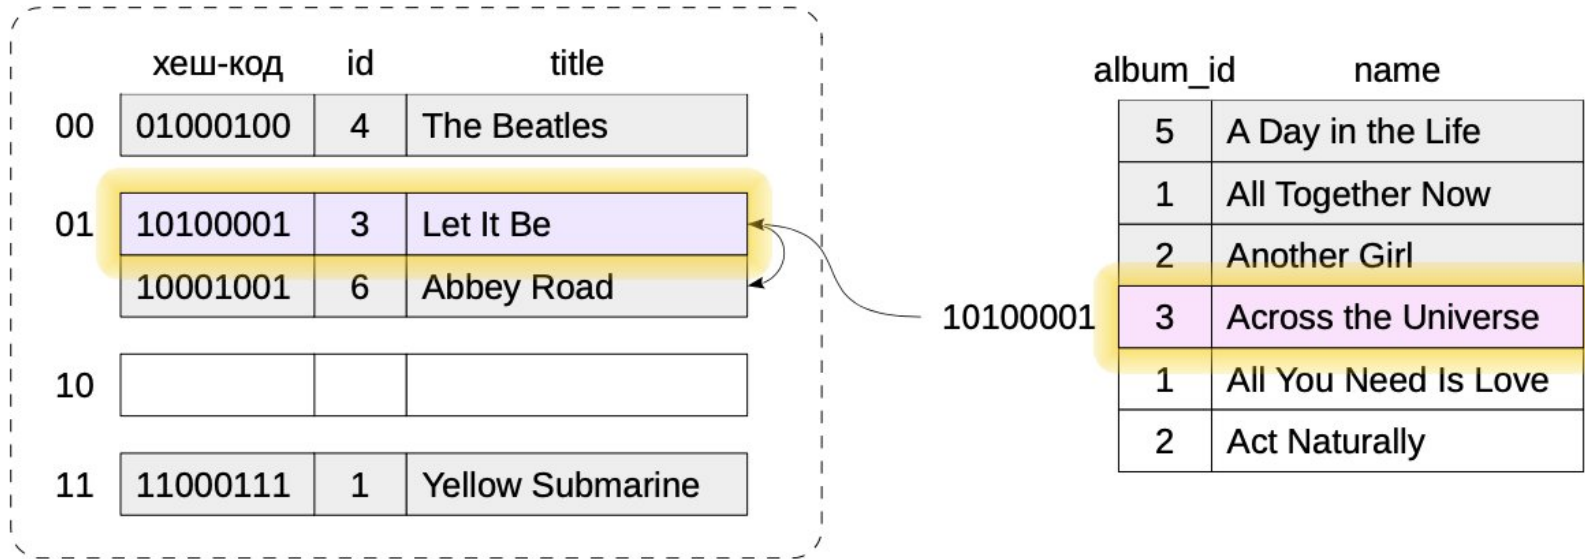 хеш-код id title
00 01000100 4 The Beatles
01 10100001 3 Let It Be
10001001 6 Abbey Road
10
11 11000111 1 Yellow Submarine
album_id name
5 A Day in the Life
1 All Together Now
2 Another Girl
10100001 3 Across the Universe
1 All You Need Is Love
2 Act Naturally